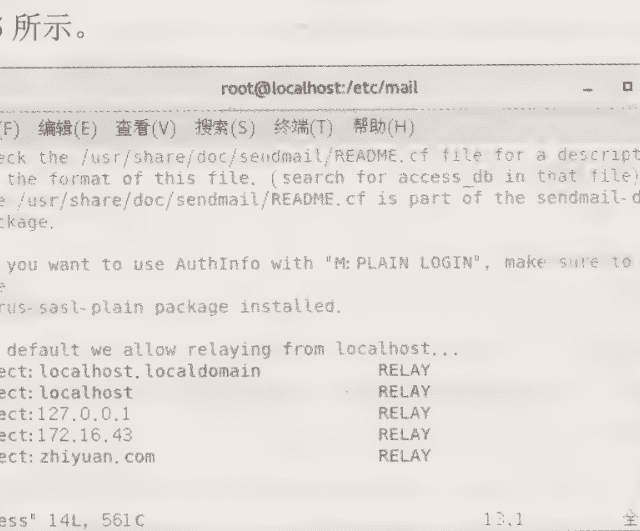 所示。
root@localhost:/etc/mail
(F) 编辑(E) 查看(V) 搜索(S) 终端(T) 帮助(H)
eck the /usr/share/doc/sendmail/README.cf file for a descript
the format of this file. (search for access_db in that file)
e /usr/share/doc/sendmail/README.cf is part of the sendmail-d
ckage.
you want to use AuthInfo with "M:PLAIN LOGIN", make sure to
e
rus-sasl-plain package installed.
default we allow relaying from localhost...
ect:localhost.localdomain RELAY
ect:localhost RELAY
ect:127.0.0.1 RELAY
ect:172.16.43 RELAY
ect:zhiyuan.com RELAY
ess" 14L, 561C 13,1 全